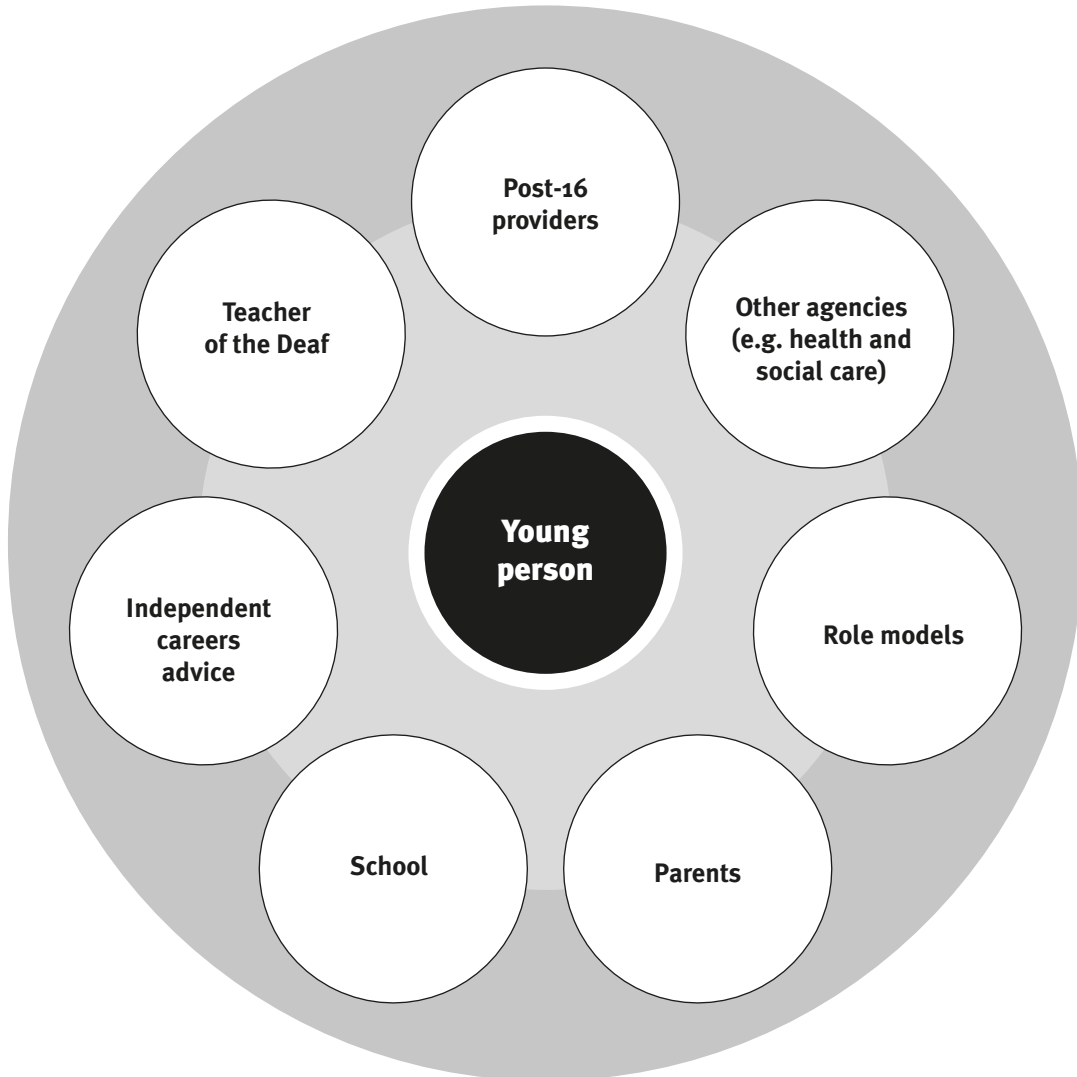 Post-16
providers
Other agencies
(e.g. health and
social care)
Role models
Parents
School
Independent
careers
advice
Teacher
of the Deaf
Young
person